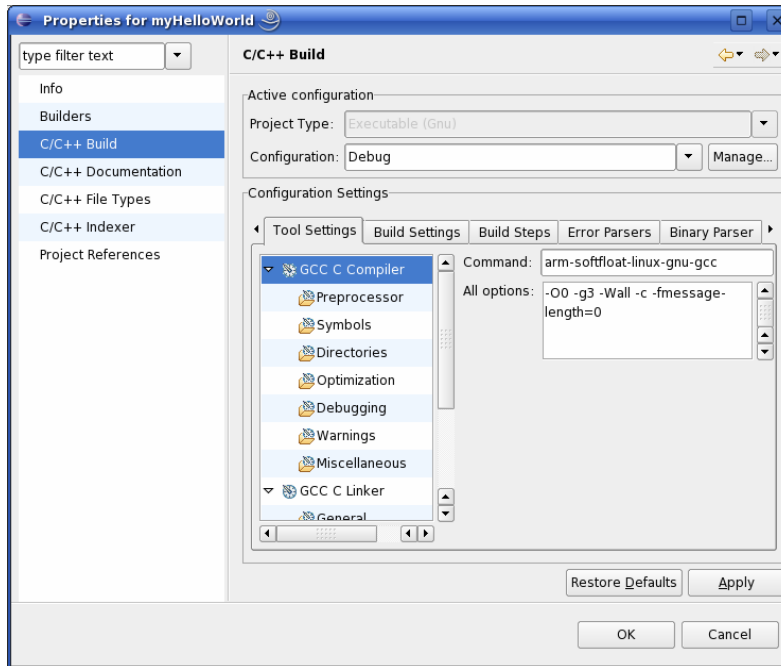 Properties for myHelloWorld
type filter text
C/C++ Build
Info
Builders
C/C++ Build
C/C++ Documentation
C/C++ File Types
C/C++ Indexer
Project References
Active configuration
Project Type: Executable (Gnu)
Configuration: Debug Manage...
Configuration Settings
Tool Settings Build Settings Build Steps Error Parsers Binary Parser
GCC C Compiler
Preprocessor
Symbols
Directories
Optimization
Debugging
Warnings
Miscellaneous
GCC C Linker
General
Command: arm-softfloat-linux-gnu-gcc
All options: -O0 -g3 -Wall -c -fmessage-
length=0
Restore Defaults Apply
OK Cancel